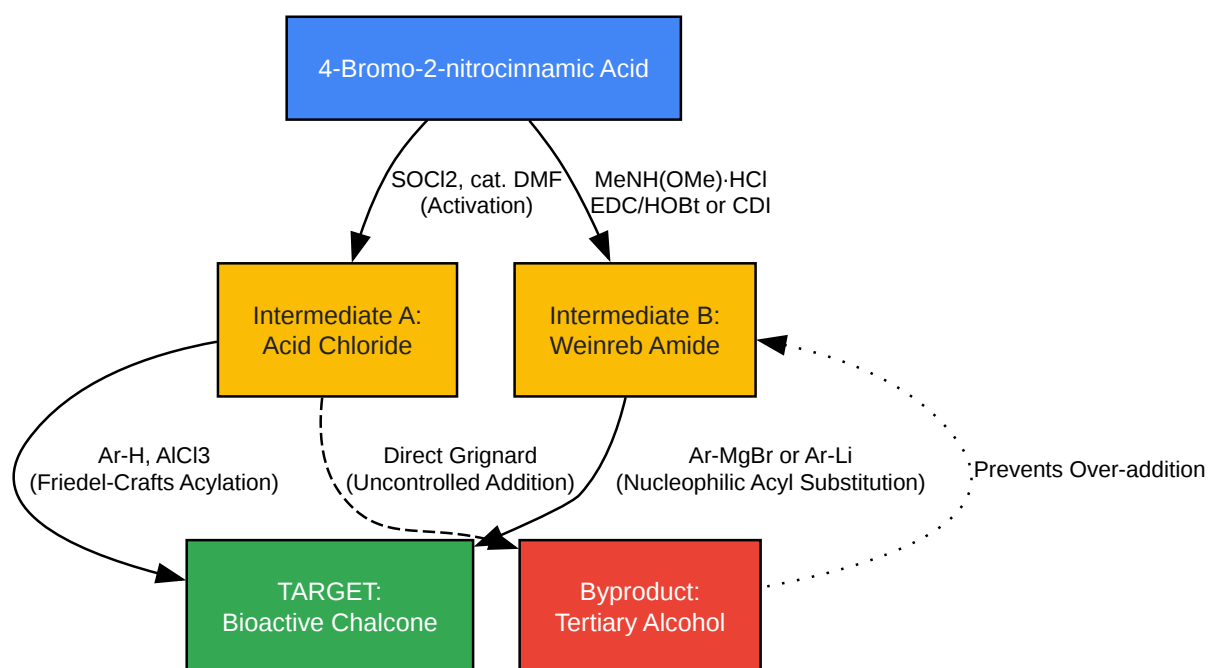 4-Bromo-2-nitrocinnamic Acid
SOCl2, cat. DMF
(Activation)
MeNH(OMe)·HCl
EDC/HOBt or CDI
Intermediate A:
Acid Chloride
Intermediate B:
Weinreb Amide
Ar-H, AlCl3
(Friedel-Crafts Acylation)
Direct Grignard
(Uncontrolled Addition)
Ar-MgBr or Ar-Li
(Nucleophilic Acyl Substitution)
Prevents Over-addition
TARGET:
Bioactive Chalcone
Byproduct:
Tertiary Alcohol